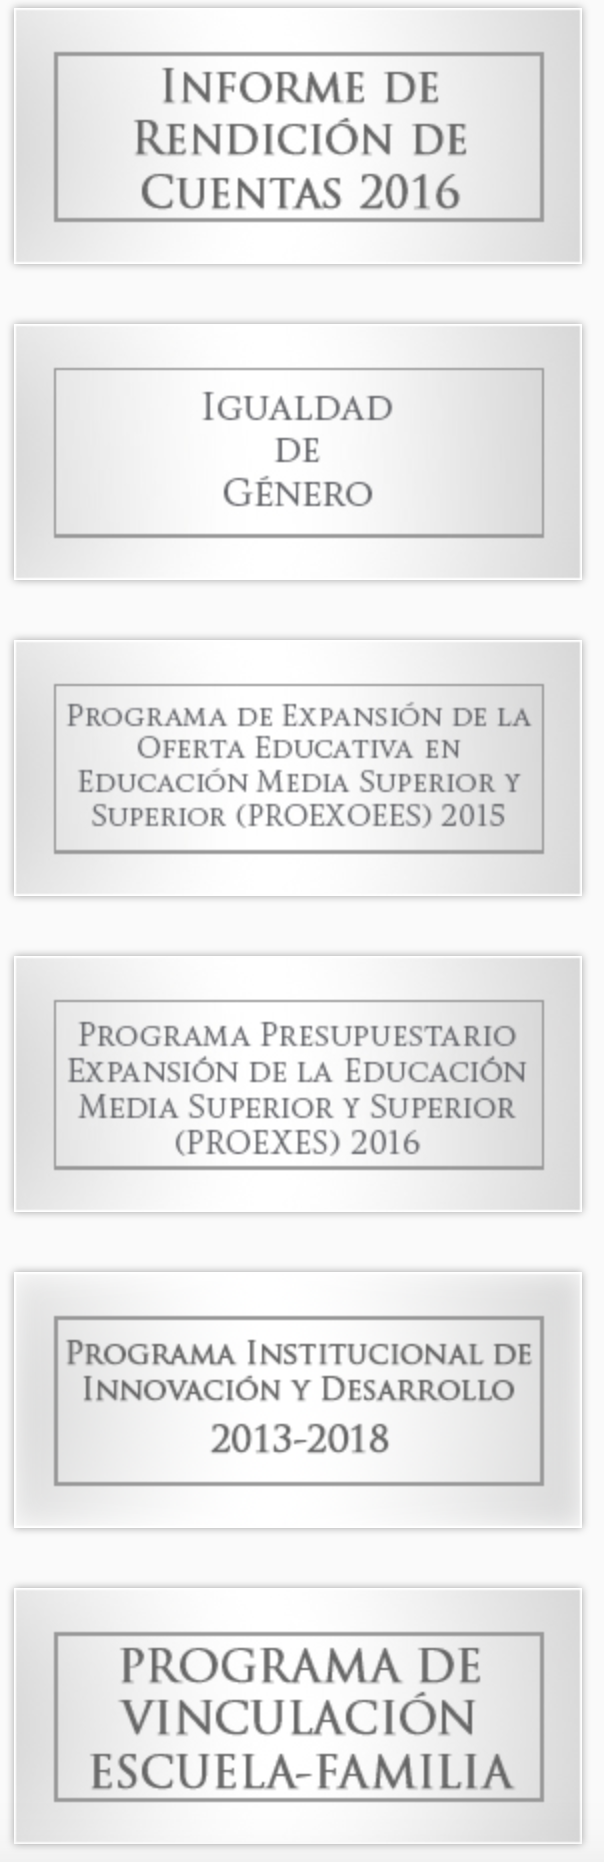 INFORME DE
RENDICIÓN DE
CUENTAS 2016
IGUALDAD
DE
GÉNERO
PROGRAMA DE EXPANSIÓN DE LA
OFERTA EDUCATIVA EN
EDUCACIÓN MEDIA SUPERIOR Y
SUPERIOR (PROEXOEES) 2015
PROGRAMA PRESUPUESTARIO
EXPANSIÓN DE LA EDUCACIÓN
MEDIA SUPERIOR Y SUPERIOR
(PROEXES) 2016
PROGRAMA INSTITUCIONAL DE
INNOVACIÓN Y DESARROLLO
2013-2018
PROGRAMA DE
VINCULACIÓN
ESCUELA-FAMILIA